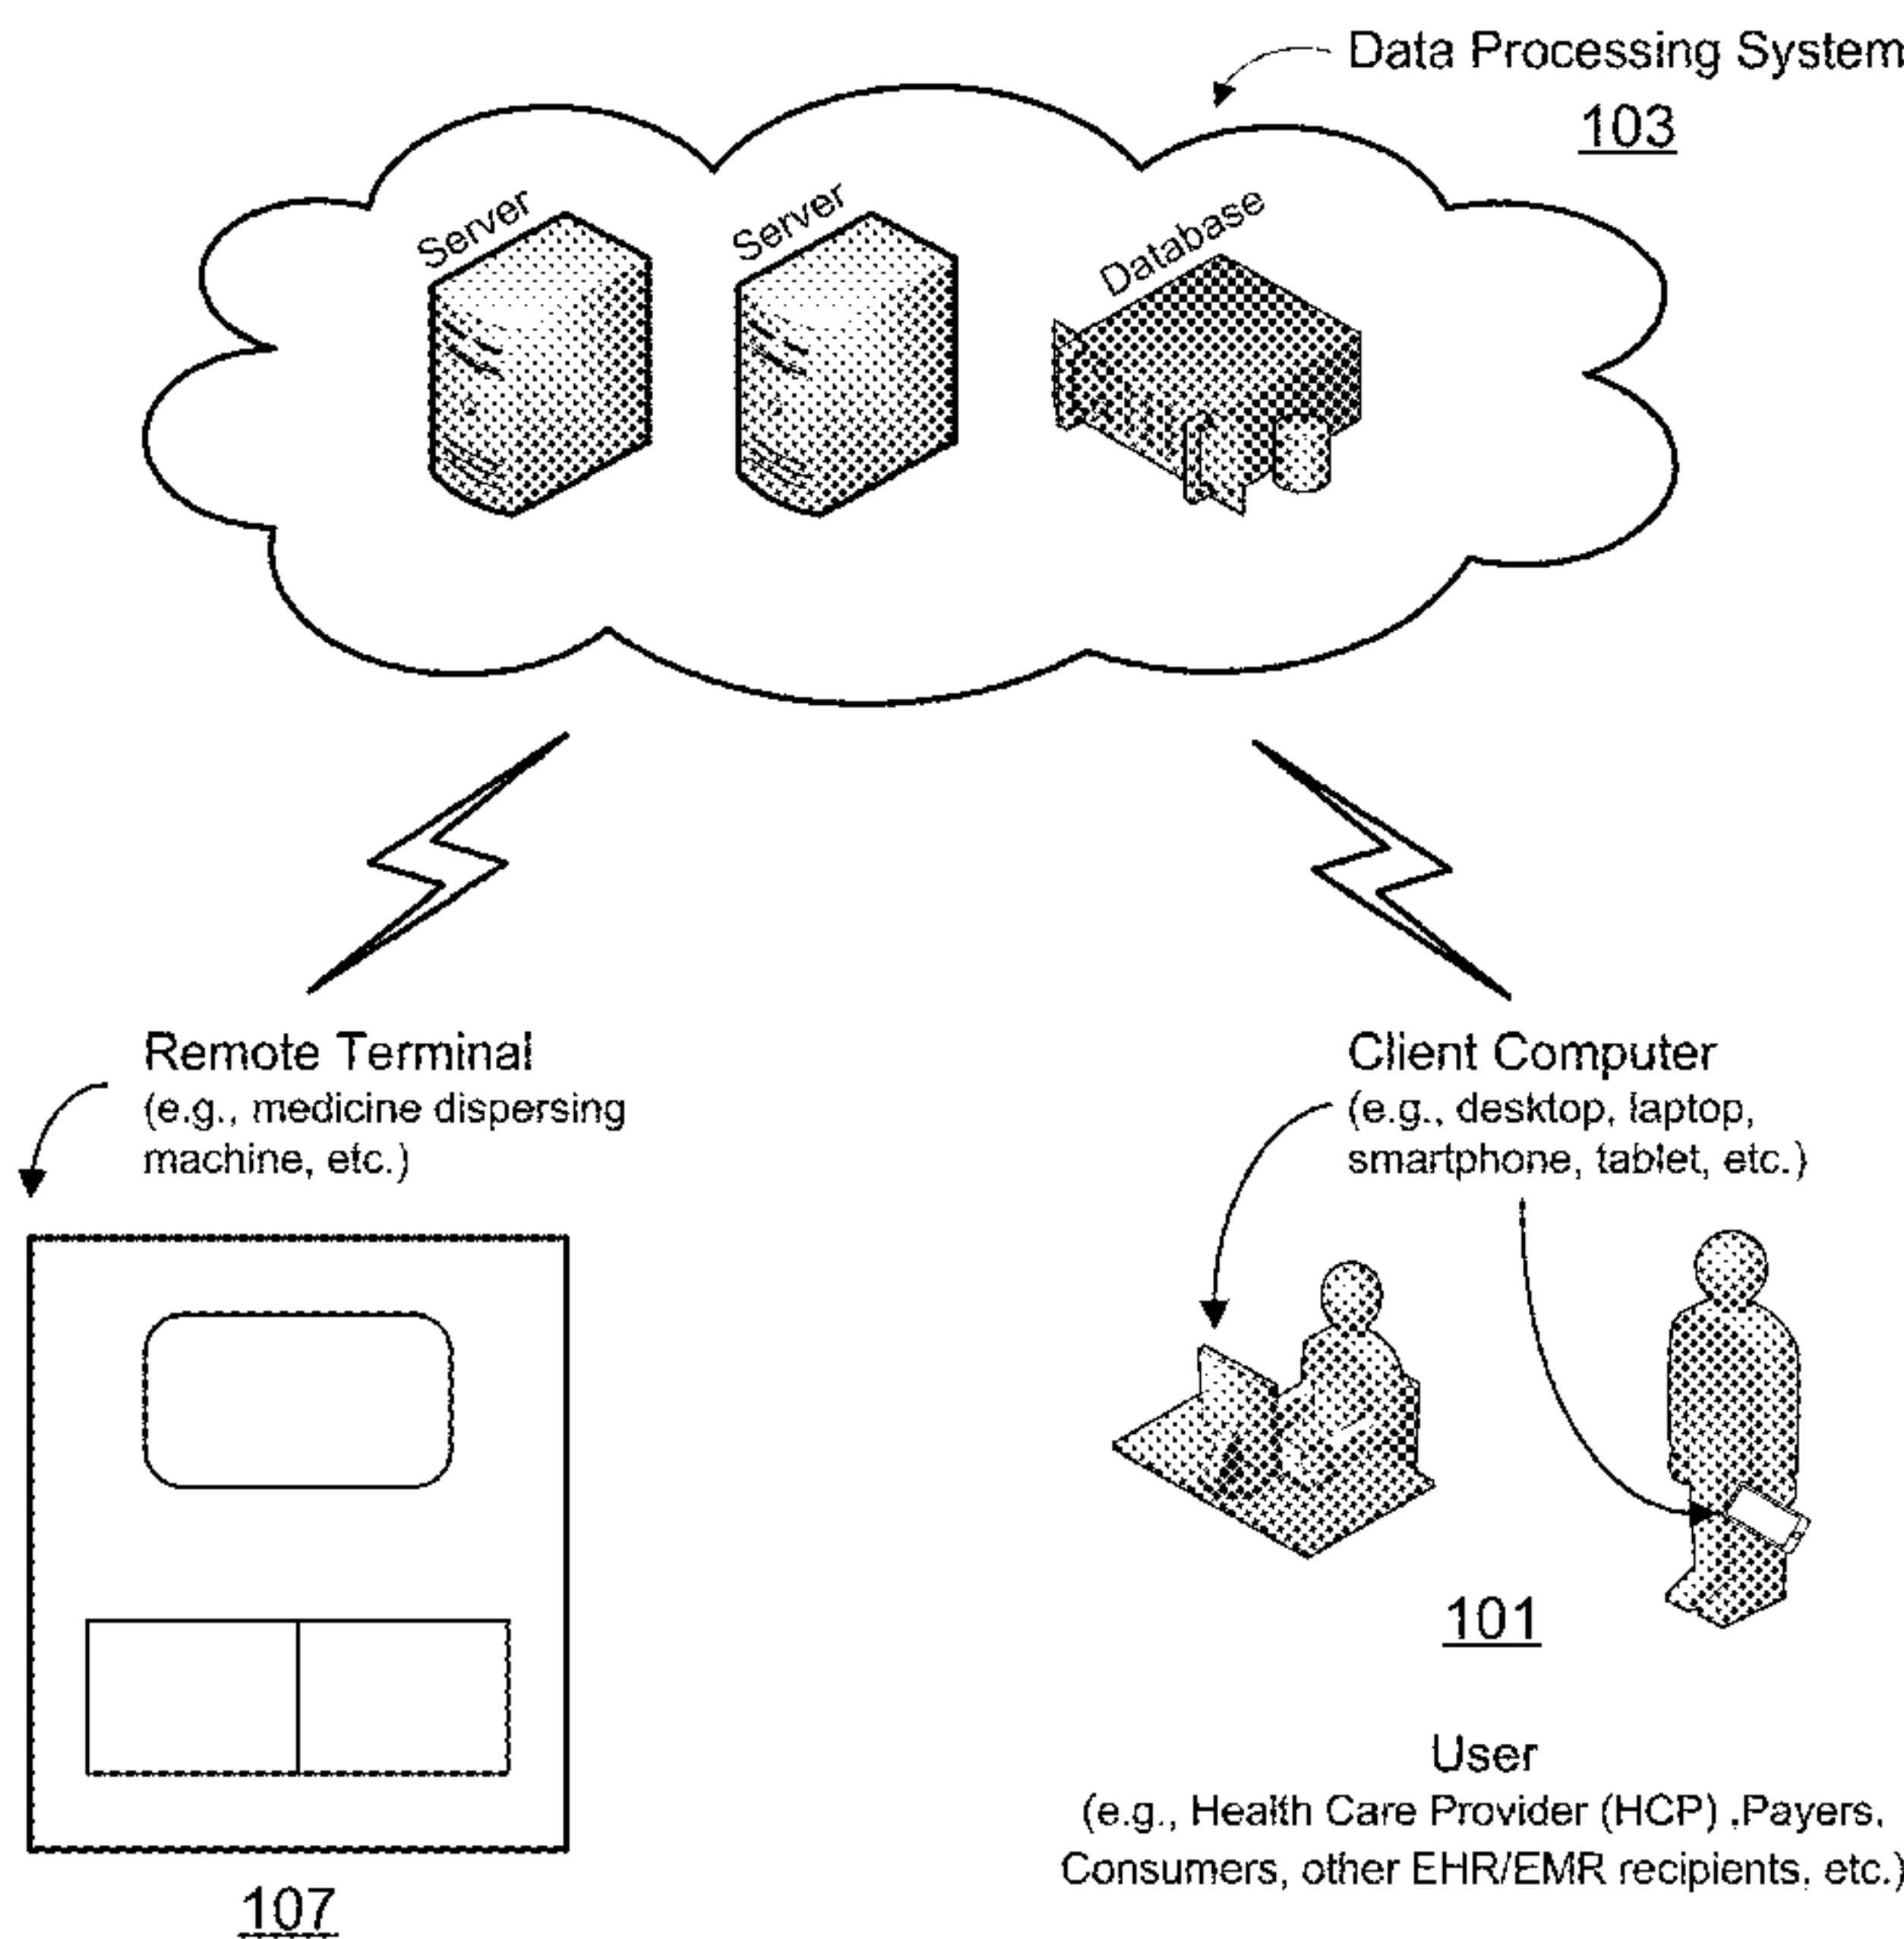 Data Processing System
103
Server
Server
Database
Remote Terminal
(e.g., medicine dispersing
machine, etc.)
Client Computer
(e.g., desktop, laptop,
smartphone, tablet, etc.)
101
User
(e.g., Health Care Provider (HCP) .Payers,
Consumers, other EHR/EMR recipients, etc.)
107